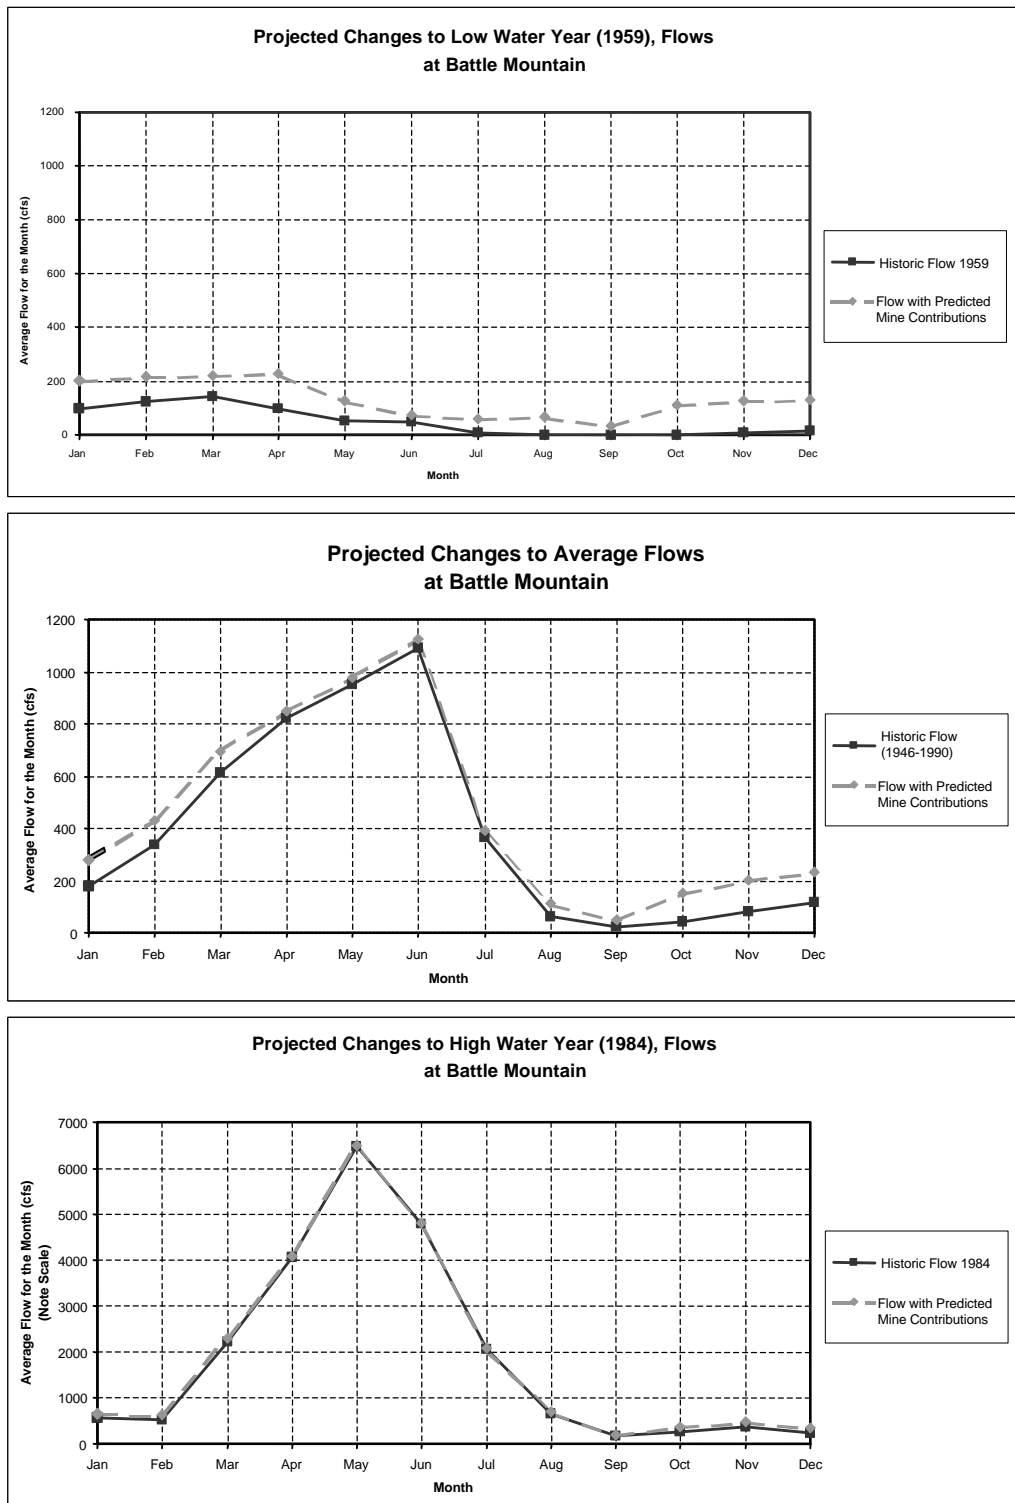 Projected Changes to Low Water Year (1959), Flows
at Battle Mountain
Average Flow for the Month (cfs)
1200
1000
800
600
400
200
0
Jan Feb Mar Apr May Jun Jul Aug Sep Oct Nov Dec
Month
Historic Flow 1959
Flow with Predicted
Mine Contributions
Projected Changes to Average Flows
at Battle Mountain
Average Flow for the Month (cfs)
1200
1000
800
600
400
200
0
Jan Feb Mar Apr May Jun Jul Aug Sep Oct Nov Dec
Month
Historic Flow
(1946-1990)
Flow with Predicted
Mine Contributions
Projected Changes to High Water Year (1984), Flows
at Battle Mountain
Average Flow for the Month (cfs)
(Note Scale)
7000
6000
5000
4000
3000
2000
1000
0
Jan Feb Mar Apr May Jun Jul Aug Sep Oct Nov Dec
Month
Historic Flow 1984
Flow with Predicted
Mine Contributions